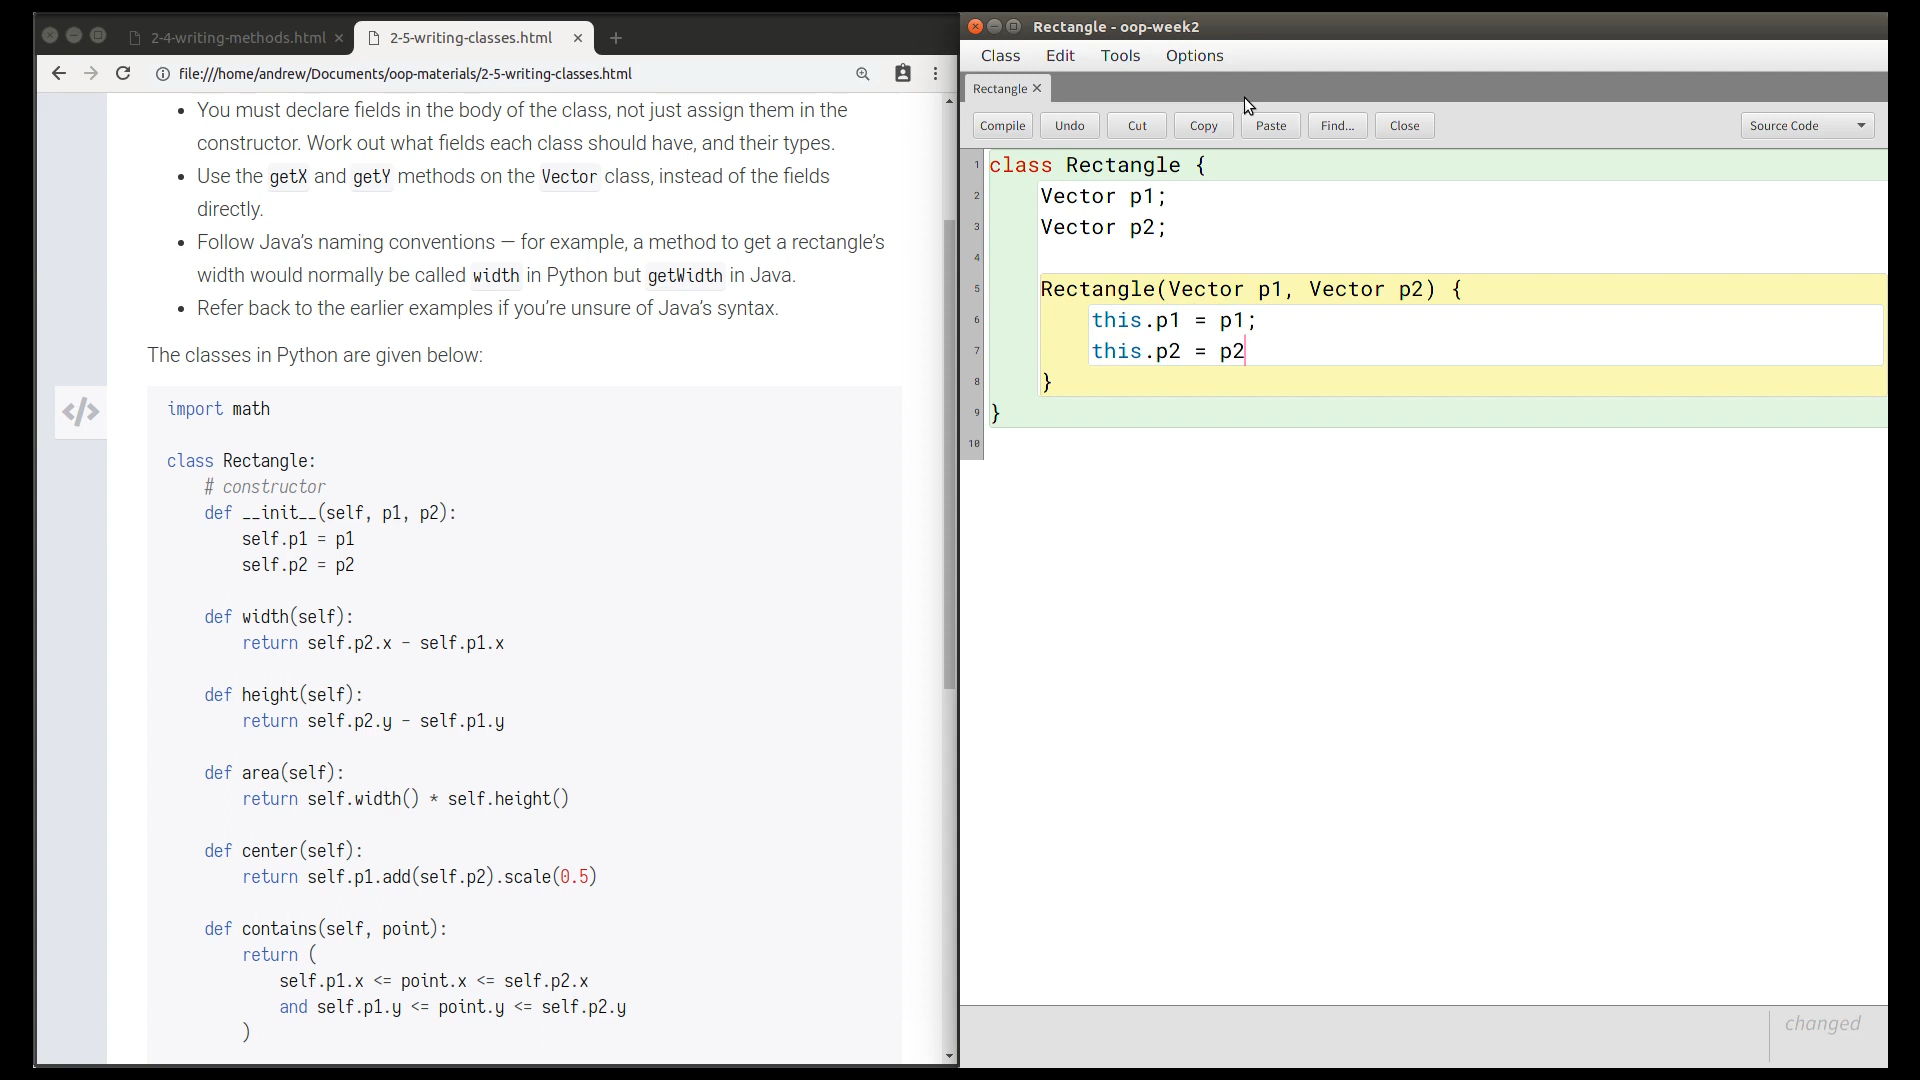 2-4-writing-methods.html
2-5-writing-classes.html
file:///home/andrew/Documents/oop-materials/2-5-writing-classes.html
• You must declare fields in the body of the class, not just assign them in the
constructor. Work out what fields each class should have, and their types.
• Use the getX and getY methods on the Vector class, instead of the fields
directly.
• Follow Java’s naming conventions — for example, a method to get a rectangle’s
width would normally be called width in Python but getWidth in Java.
• Refer back to the earlier examples if you’re unsure of Java’s syntax.
The classes in Python are given below:
</>
import math
class Rectangle:
# constructor
def __init__(self, p1, p2):
self.p1 = p1
self.p2 = p2
def width(self):
return self.p2.x - self.p1.x
def height(self):
return self.p2.y - self.p1.y
def area(self):
return self.width() * self.height()
def center(self):
return self.p1.add(self.p2).scale(0.5)
def contains(self, point):
return (
self.p1.x <= point.x <= self.p2.x
and self.p1.y <= point.y <= self.p2.y
)
Rectangle - oop-week2
Class Edit Tools Options
Rectangle
Compile Undo Cut Copy Paste Find... Close Source Code
1 class Rectangle {
2 Vector p1;
3 Vector p2;
4
5 Rectangle(Vector p1, Vector p2) {
6 this.p1 = p1;
7 this.p2 = p2
8 }
9 }
10
changed